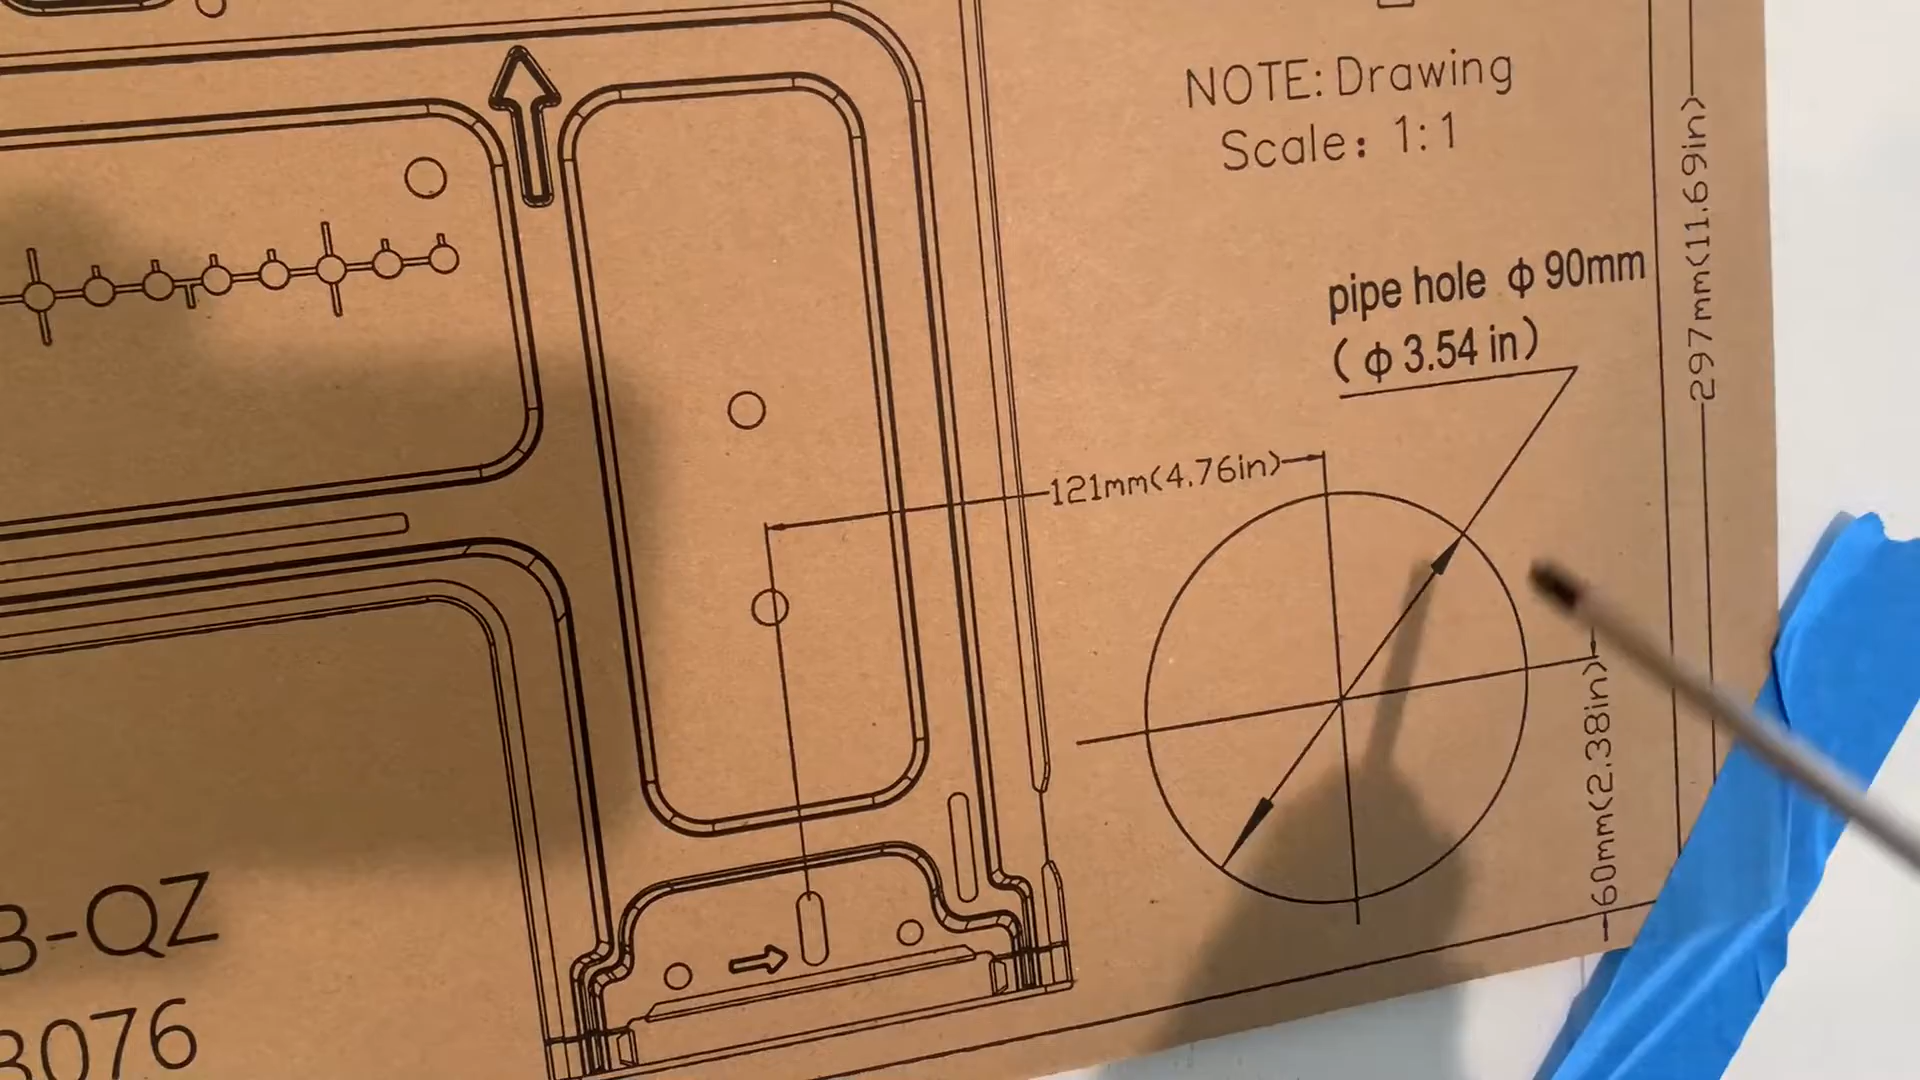 NOTE: Drawing
Scale: 1:1
297mm(11.69in)
pipe hole ϕ 90mm
(ϕ 3.54 in)
121mm(4.76in)
60mm(2.38in)
B-QZ
3076